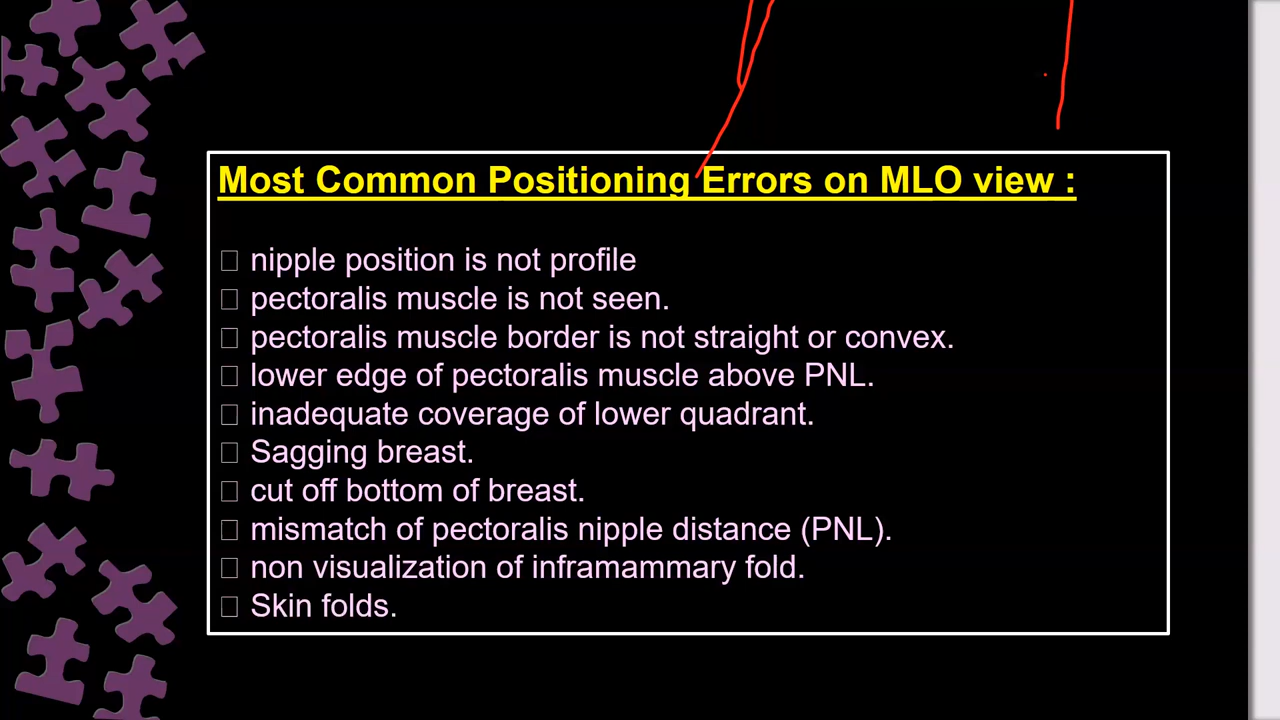 Most Common Positioning Errors on MLO view :
nipple position is not profile
pectoralis muscle is not seen.
pectoralis muscle border is not straight or convex.
lower edge of pectoralis muscle above PNL.
inadequate coverage of lower quadrant.
Sagging breast.
cut off bottom of breast.
mismatch of pectoralis nipple distance (PNL).
non visualization of inframammary fold.
Skin folds.